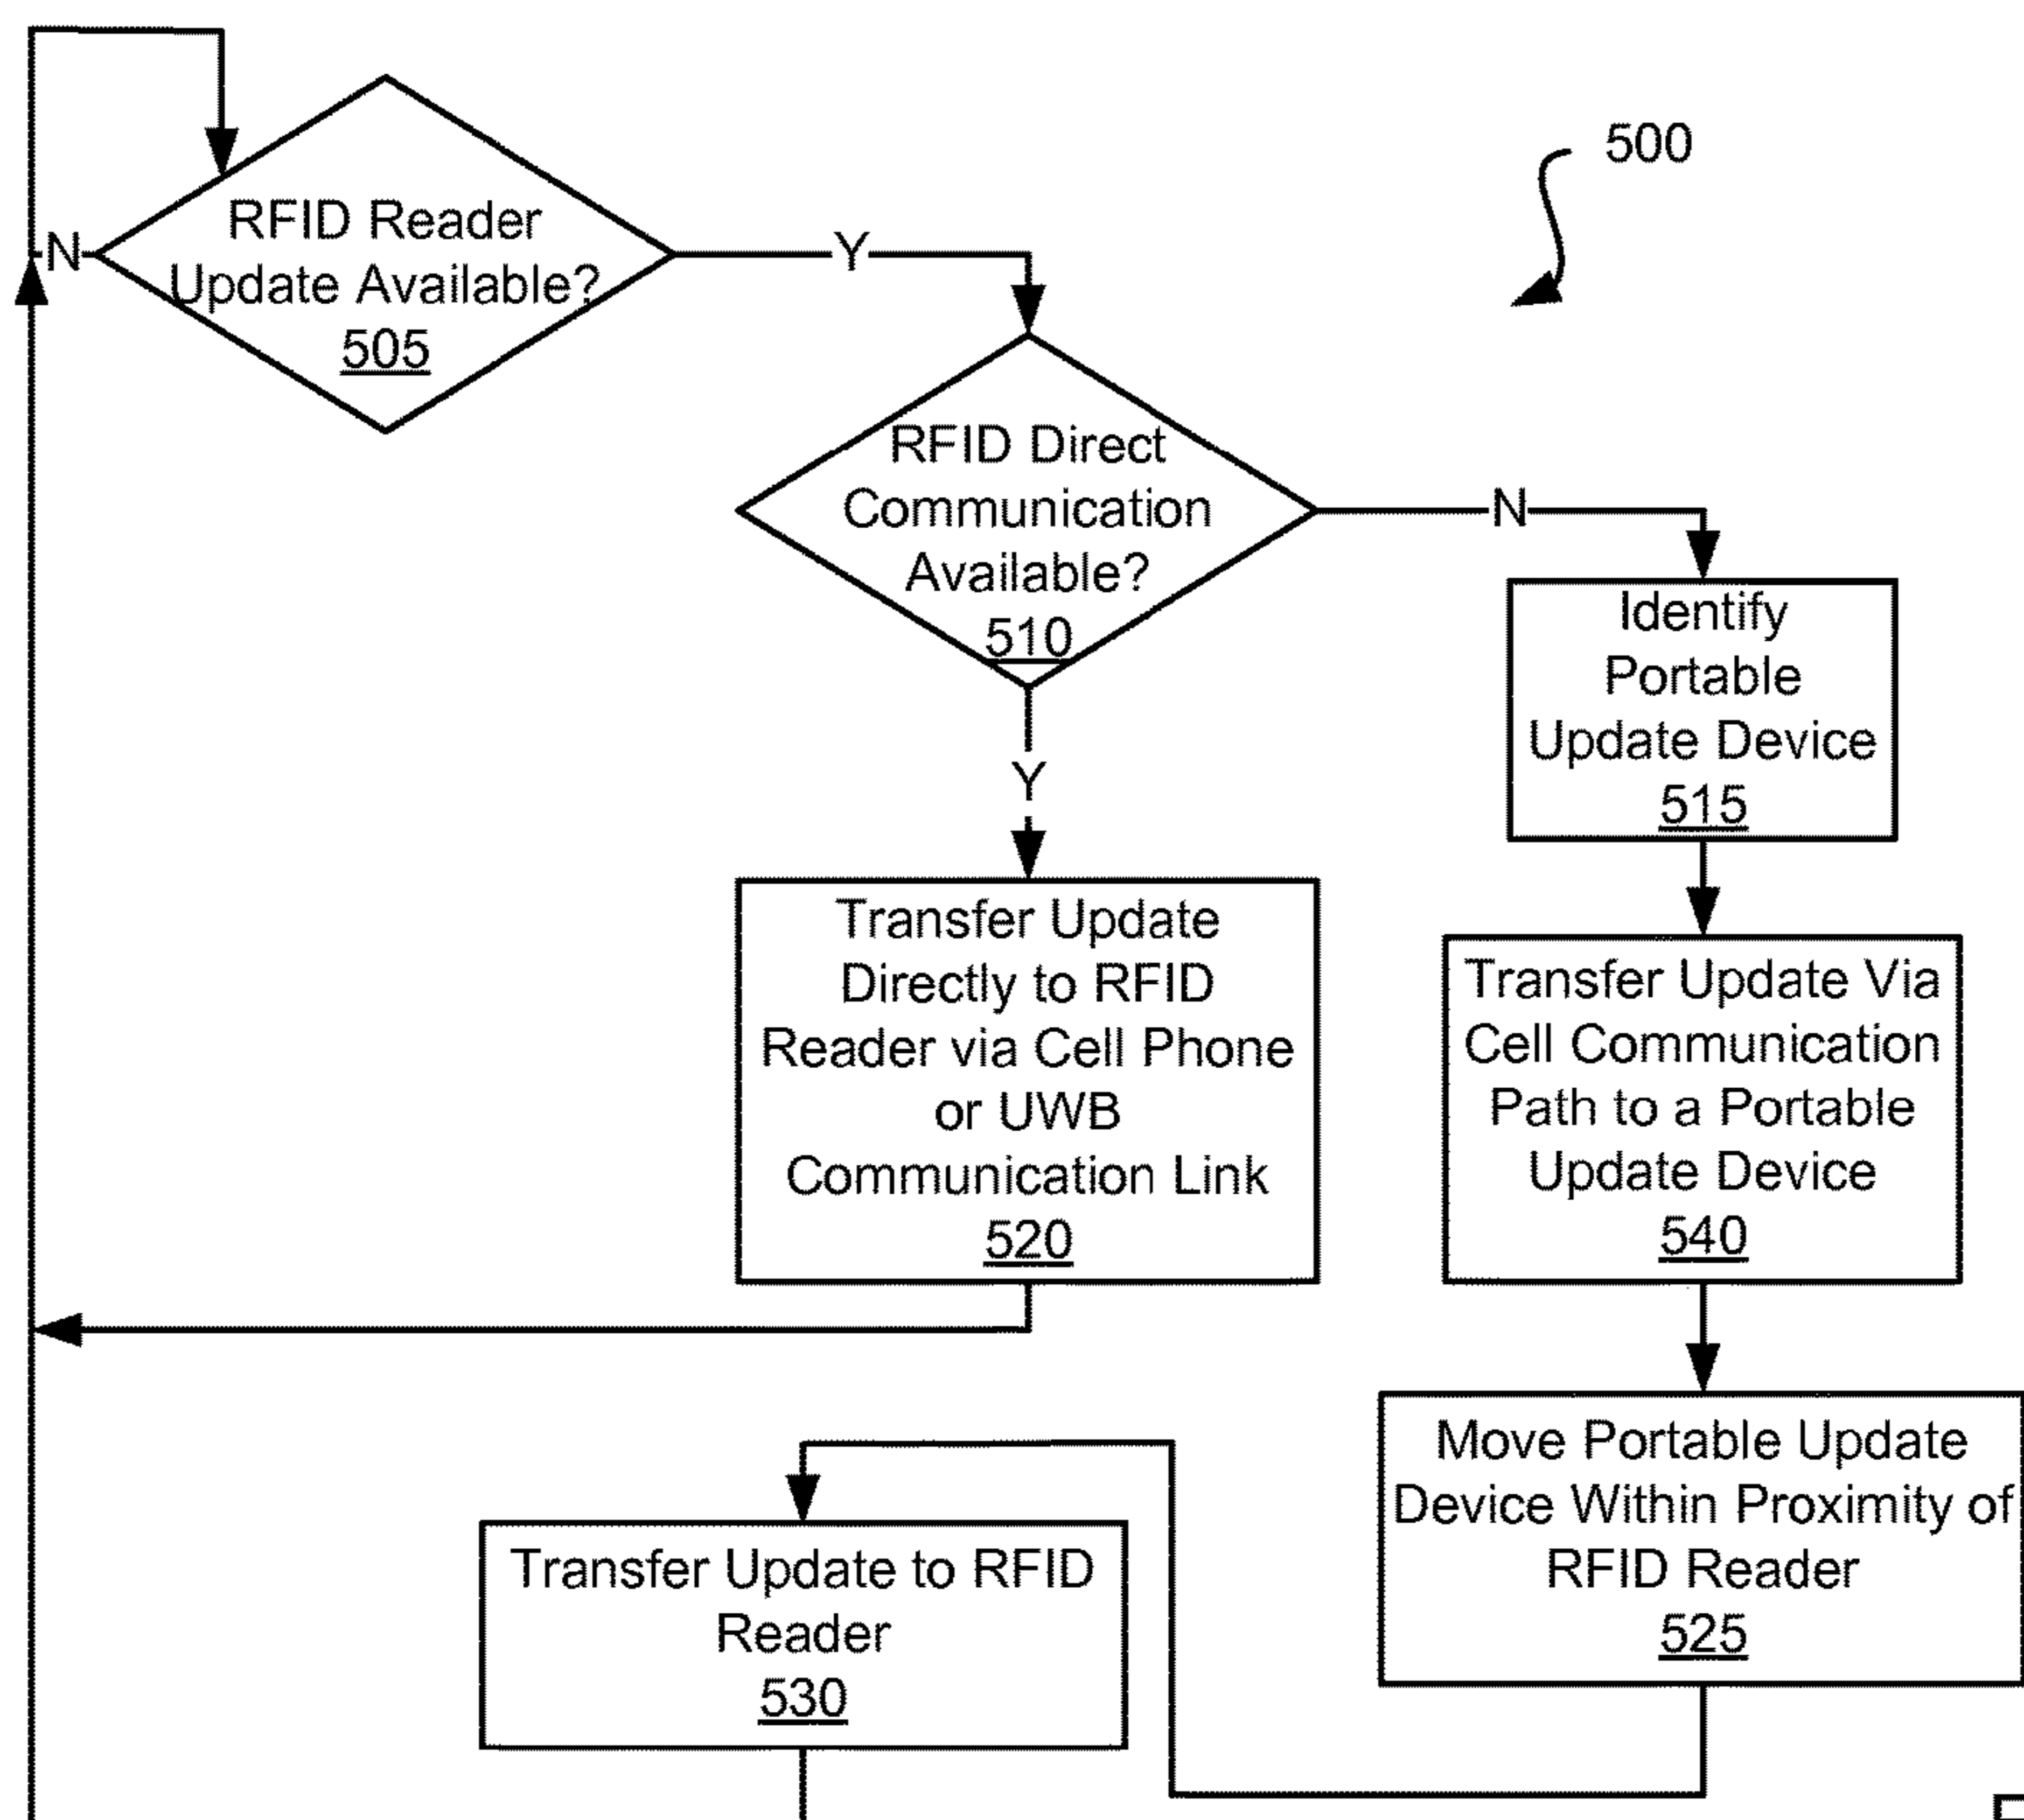 500
RFID Reader
Update Available?
505
N
Y
RFID Direct
Communication
Available?
510
N
Y
Identify
Portable
Update Device
515
Transfer Update
Directly to RFID
Reader via Cell Phone
or UWB
Communication Link
520
Transfer Update Via
Cell Communication
Path to a Portable
Update Device
540
Move Portable Update
Device Within Proximity of
RFID Reader
525
Transfer Update to RFID
Reader
530